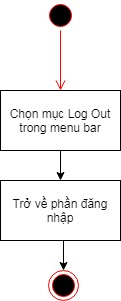 Chọn mục Log Out
trong menu bar
Trở về phần đăng
nhập